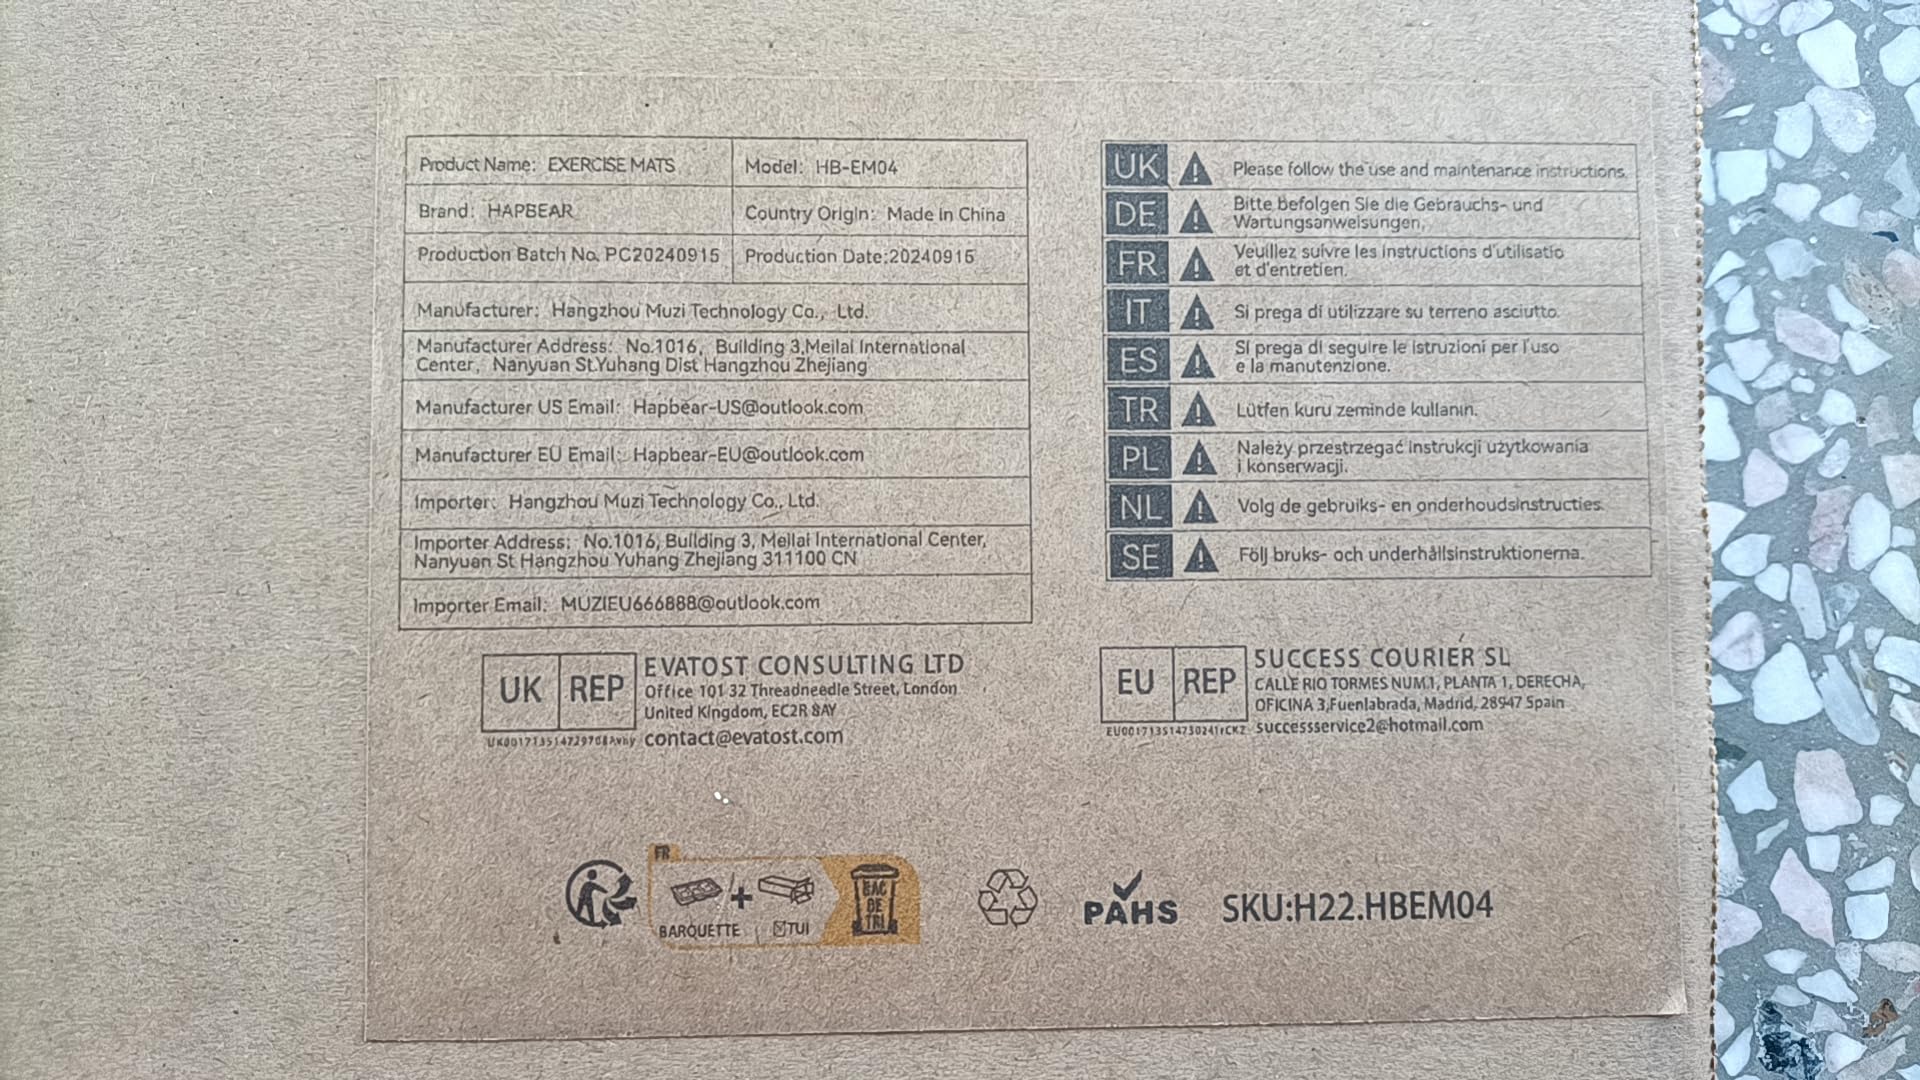 Product Name: EXERCISE MATS
Model: HB-EM04
Brand: HAPBEAR
Country Origin: Made in China
Production Batch No. PC20240915
Production Date:20240915
Manufacturer: Hangzhou Muzi Technology Co., Ltd.
Manufacturer Address: No.1016, Building 3,Meilai International
Center, Nanyuan St.Yuhang Dist Hangzhou Zhejiang
Manufacturer US Email: Hapbear-US@outlook.com
Manufacturer EU Email: Hapbear-EU@outlook.com
Importer: Hangzhou Muzi Technology Co., Ltd.
Importer Address: No.1016, Building 3, Meilai International Center,
Nanyuan St Hangzhou Yuhang Zhejiang 311100 CN
Importer Email: MUZIEU666888@outlook.com
UK Please follow the use and maintenance instructions.
DE Bitte Befolgen Sie die Gebrauchs- und
Wartungsanweisungen,
FR Veuillez suivre les instructions d'utilisatio
et d'entretien.
IT Si prega di utilizzare su terreno asciutto.
ES Si prega di seguire le istruzioni per l'uso
e la manutenzione.
TR Lütfen kuru zeminde kullanın.
PL Należy przestrzegać instrukcji użytkowania
i konserwacji.
NL Volg de gebruiks- en onderhoudsinstructies.
SE Följ bruks- och underhållsinstruktionerna.
UK REP
EVATOST CONSULTING LTD
Office 101 32 Threadneedle Street, London
United Kingdom, EC2R 8AY
contact@evatost.com
EU REP
SUCCESS COURIER SL
CALLE RIO TORMES NUM.1, PLANTA 1, DERECHA,
OFICINA 3,Fuenlabrada, Madrid, 28947 Spain
successservice2@hotmail.com
FR
BARQUETTE
TUI
BAC
DE
TRI
PAHS
SKU:H22.HBEM04